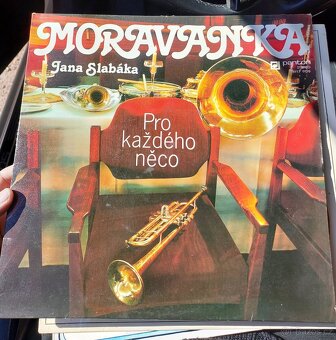 MORAVANKA
Jana Slabáka
panton
Pro
každého
něco